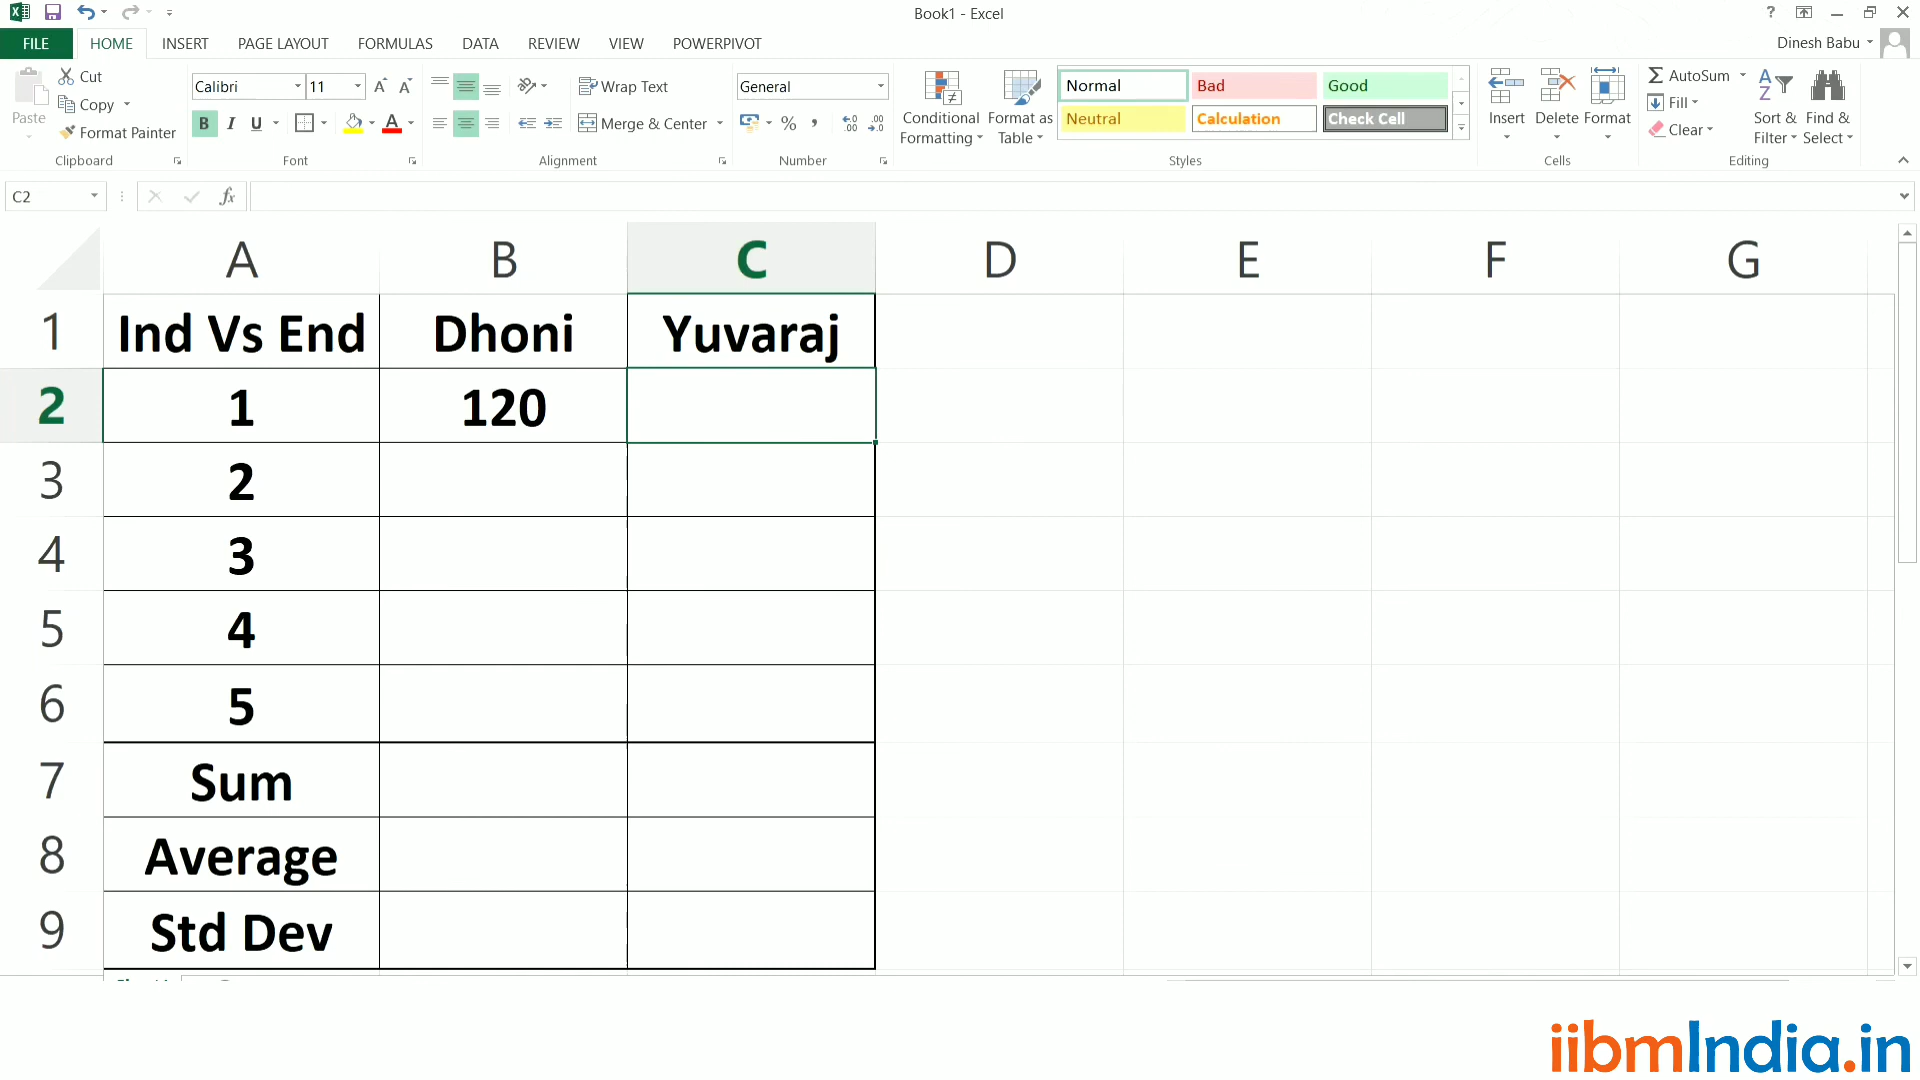 Book1 - Excel
FILE HOME INSERT PAGE LAYOUT FORMULAS DATA REVIEW VIEW POWERPIVOT
Dinesh Babu
Paste
Cut
Copy
Format Painter
Clipboard
Calibri 11
B I U
Font
Wrap Text
Merge & Center
Alignment
General
% ,
Number
Conditional Formatting
Format as Table
Normal Bad Good
Neutral Calculation Check Cell
Styles
Insert Delete Format
Cells
AutoSum
Fill
Clear
Sort & Filter
Find & Select
Editing
C2 fx
A B C D E F G
1 Ind Vs End Dhoni Yuvaraj
2 1 120
3 2
4 3
5 4
6 5
7 Sum
8 Average
9 Std Dev
iibmIndia.in